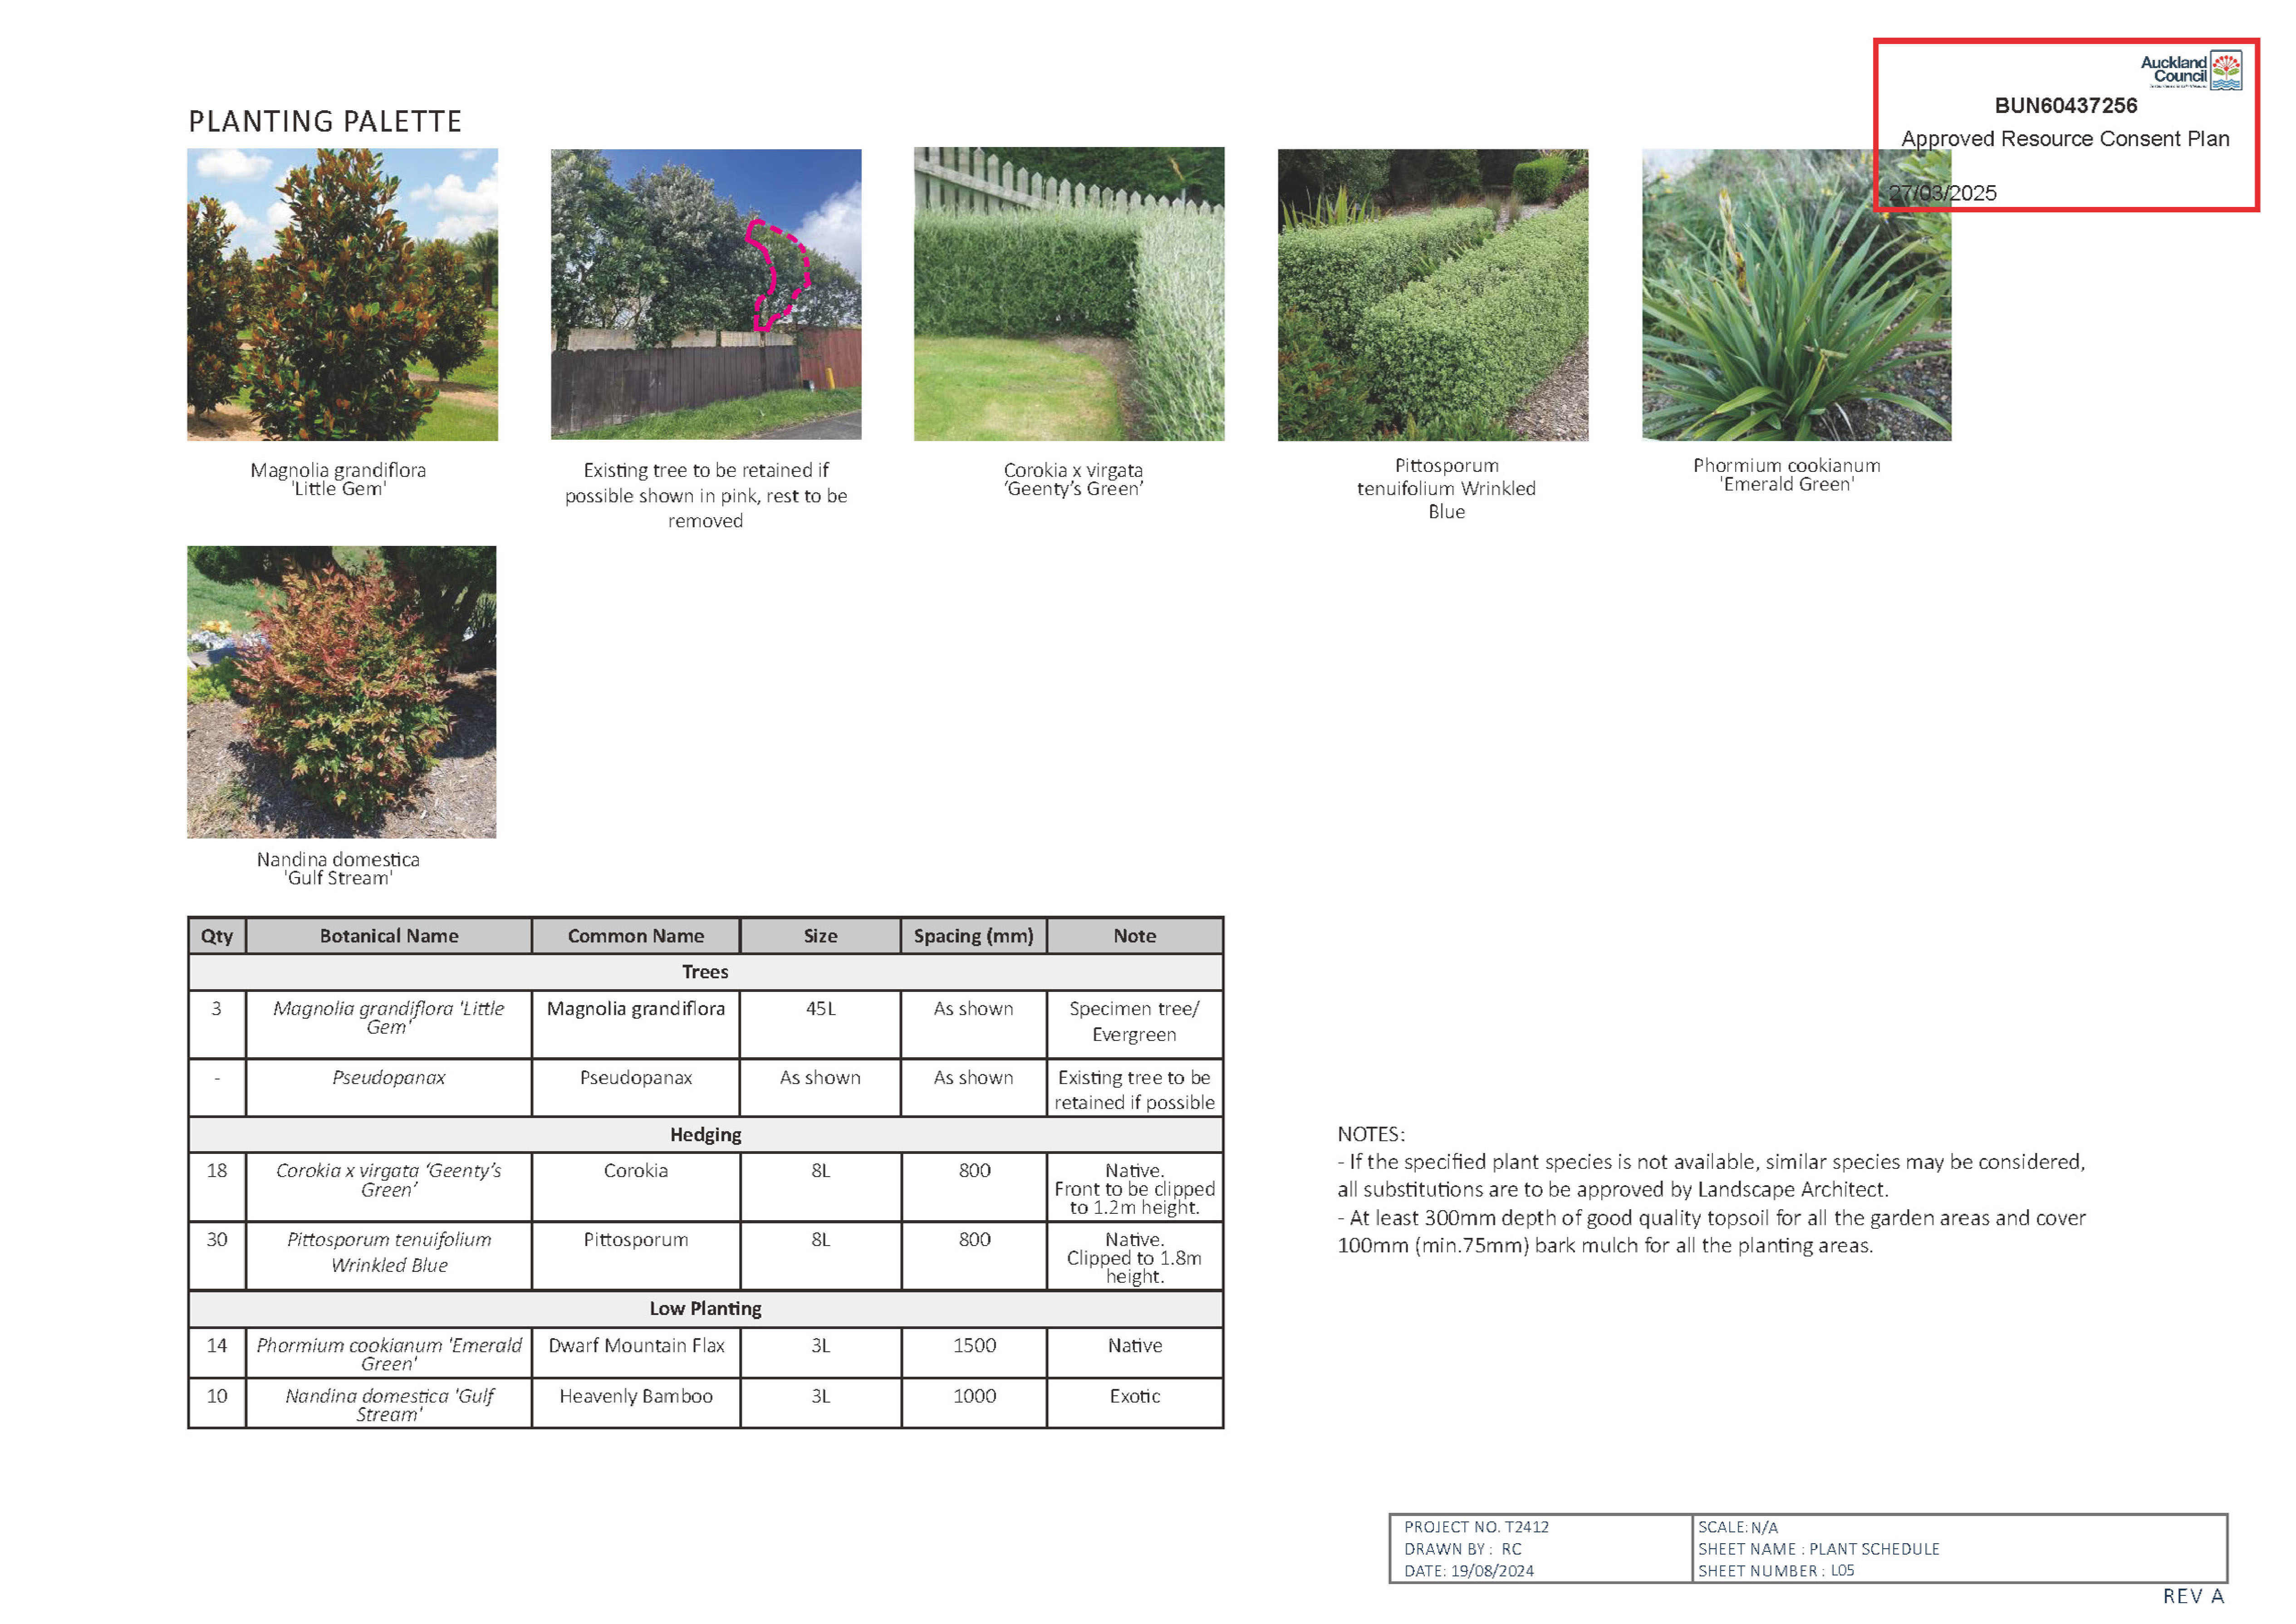 Auckland
Council
BUN60437256
Approved Resource Consent Plan
27/03/2025
PLANTING PALETTE
Magnolia grandiflora
'Little Gem'
Existing tree to be retained if
possible shown in pink, rest to be
removed
Corokia x virgata
‘Geenty’s Green’
Pittosporum
tenuifolium Wrinkled
Blue
Phormium cookianum
'Emerald Green'
Nandina domestica
'Gulf Stream'
Qty Botanical Name Common Name Size Spacing (mm) Note
Trees
3 Magnolia grandiflora 'Little Gem' Magnolia grandiflora 45L As shown Specimen tree/ Evergreen
- Pseudopanax Pseudopanax As shown As shown Existing tree to be retained if possible
Hedging
18 Corokia x virgata ‘Geenty’s Green’ Corokia 8L 800 Native. Front to be clipped to 1.2m height.
30 Pittosporum tenuifolium Wrinkled Blue Pittosporum 8L 800 Native. Clipped to 1.8m height.
Low Planting
14 Phormium cookianum 'Emerald Green' Dwarf Mountain Flax 3L 1500 Native
10 Nandina domestica 'Gulf Stream' Heavenly Bamboo 3L 1000 Exotic
NOTES:
- If the specified plant species is not available, similar species may be considered,
all substitutions are to be approved by Landscape Architect.
- At least 300mm depth of good quality topsoil for all the garden areas and cover
100mm (min.75mm) bark mulch for all the planting areas.
PROJECT NO. T2412
DRAWN BY : RC
DATE: 19/08/2024
SCALE: N/A
SHEET NAME : PLANT SCHEDULE
SHEET NUMBER : L05
REV A